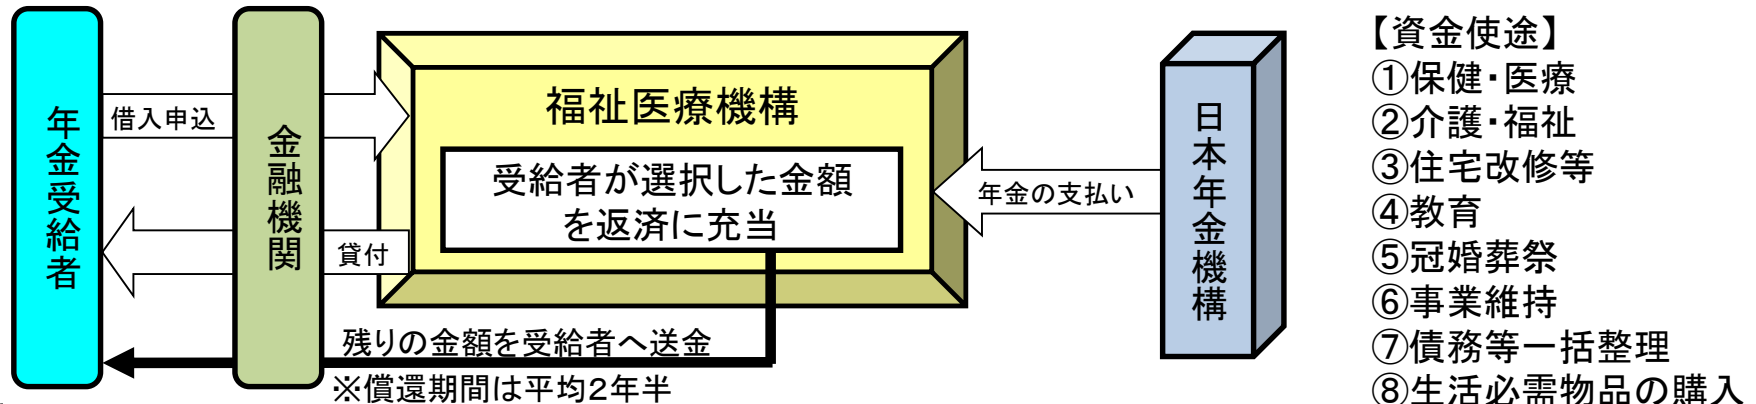 年金受給者
借入申込
金融機関
貸付
福祉医療機構
受給者が選択した金額
を返済に充当
年金の支払い
日本年金機構
残りの金額を受給者へ送金
※償還期間は平均2年半
【資金使途】
①保健・医療
②介護・福祉
③住宅改修等
④教育
⑤冠婚葬祭
⑥事業維持
⑦債務等一括整理
⑧生活必需物品の購入